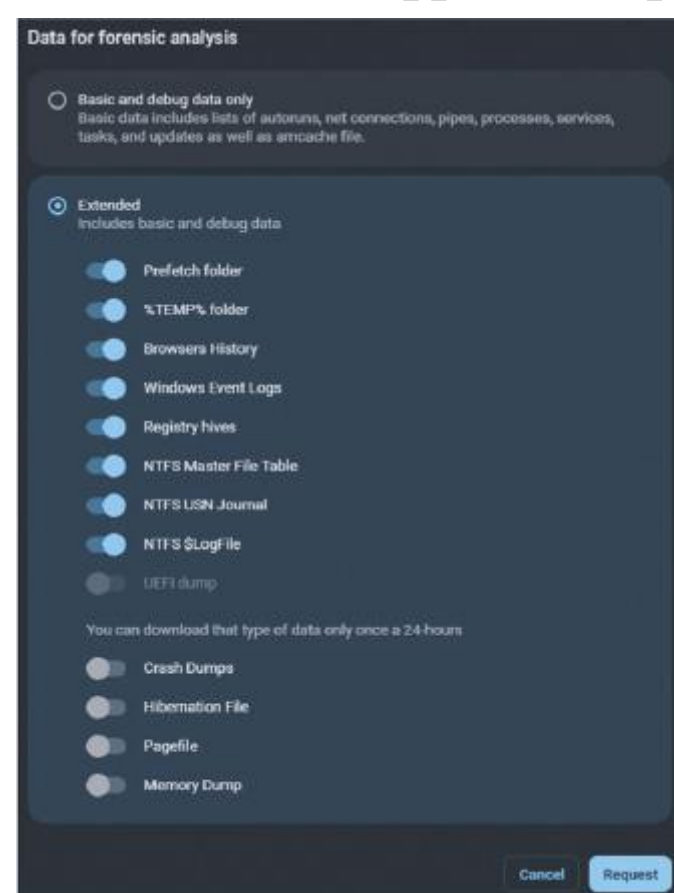 Data for forensic analysis
Basic and debug data only
Basic data includes lists of autoruns, net connections, pipes, processes, services,
tasks, and updates as well as amcache file.
Extended
Includes basic and debug data
Prefetch folder
%TEMP% folder
Browsers History
Windows Event Logs
Registry hives
NTFS Master File Table
NTFS USN Journal
NTFS $LogFile
UEFI dump
You can download that type of data only once a 24-hours
Crash Dumps
Hibernation File
Pagefile
Memory Dump
Cancel
Request